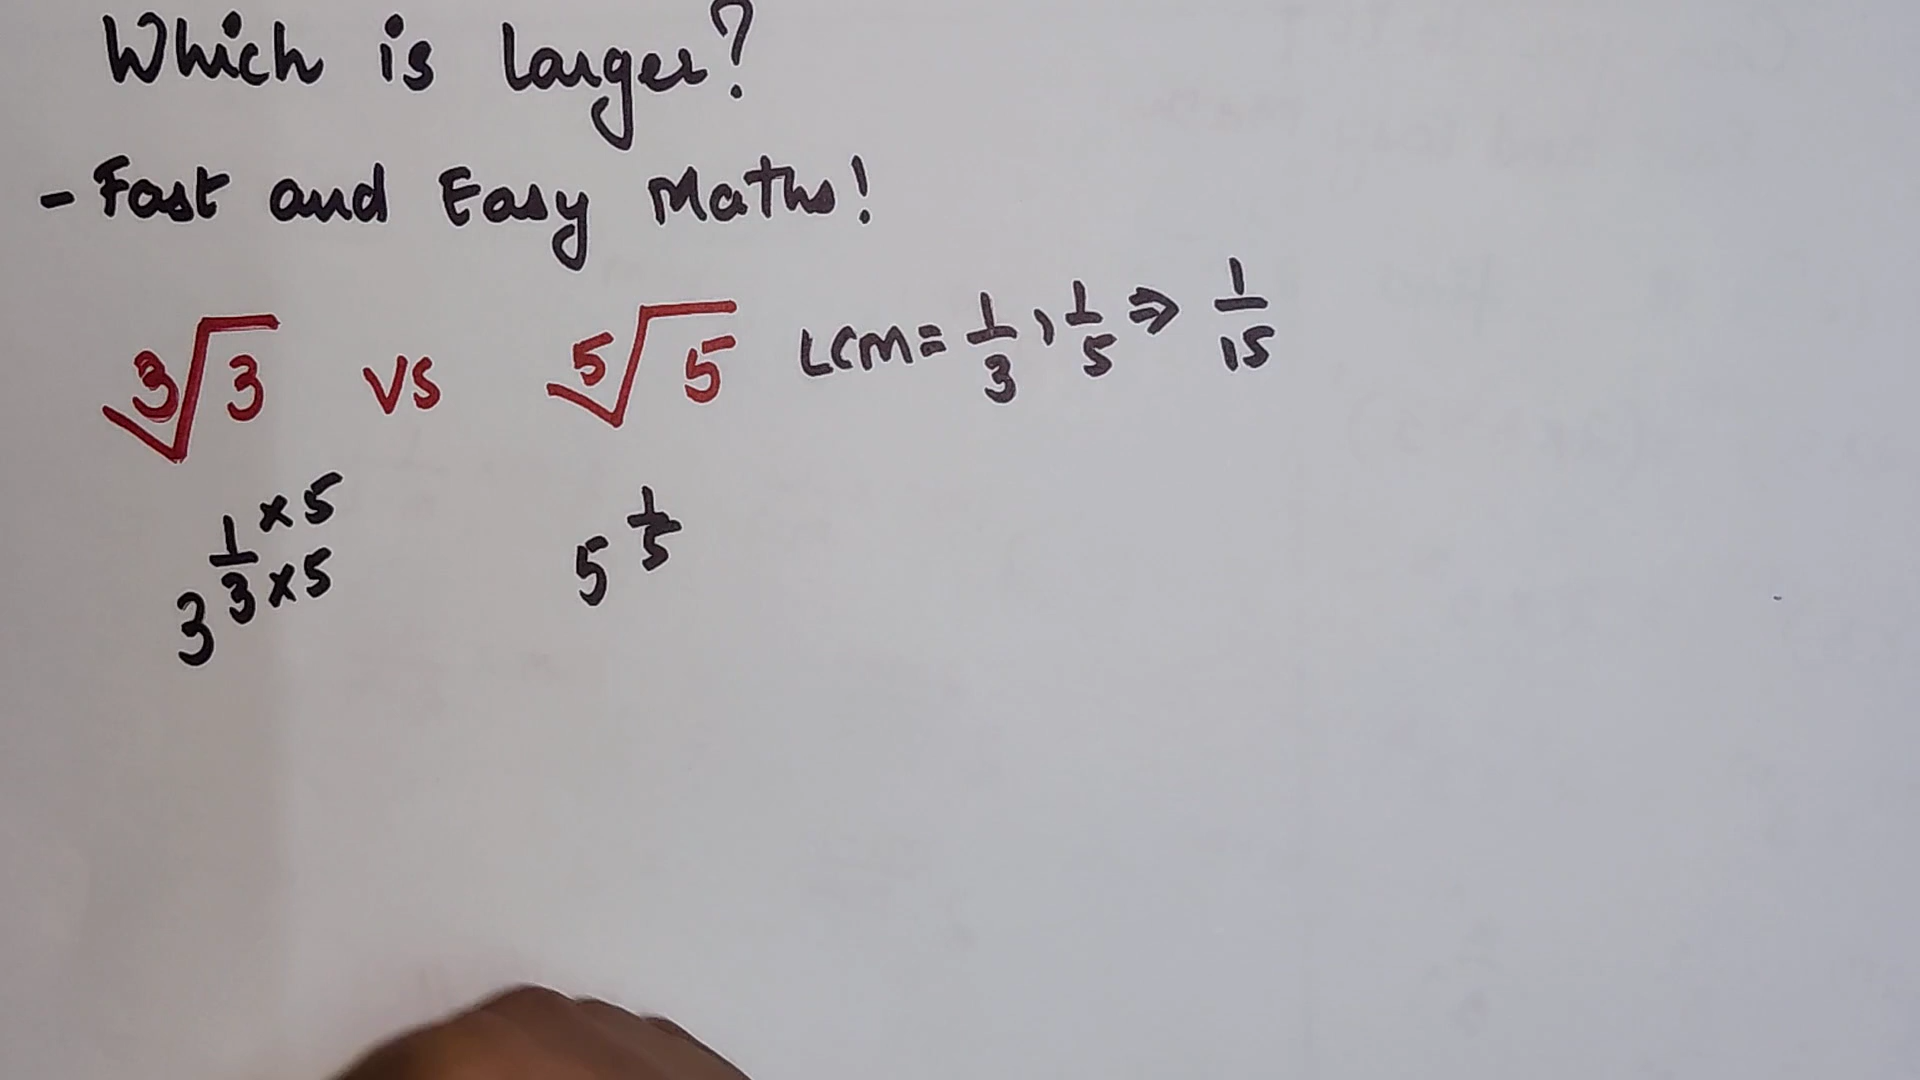 Which is larger?
- Fast and Easy Maths!
∛3 vs ⁵√5 LCM = 1/3, 1/5 ⇒ 1/15
3^(1×5/3×5) 5^(1/5)